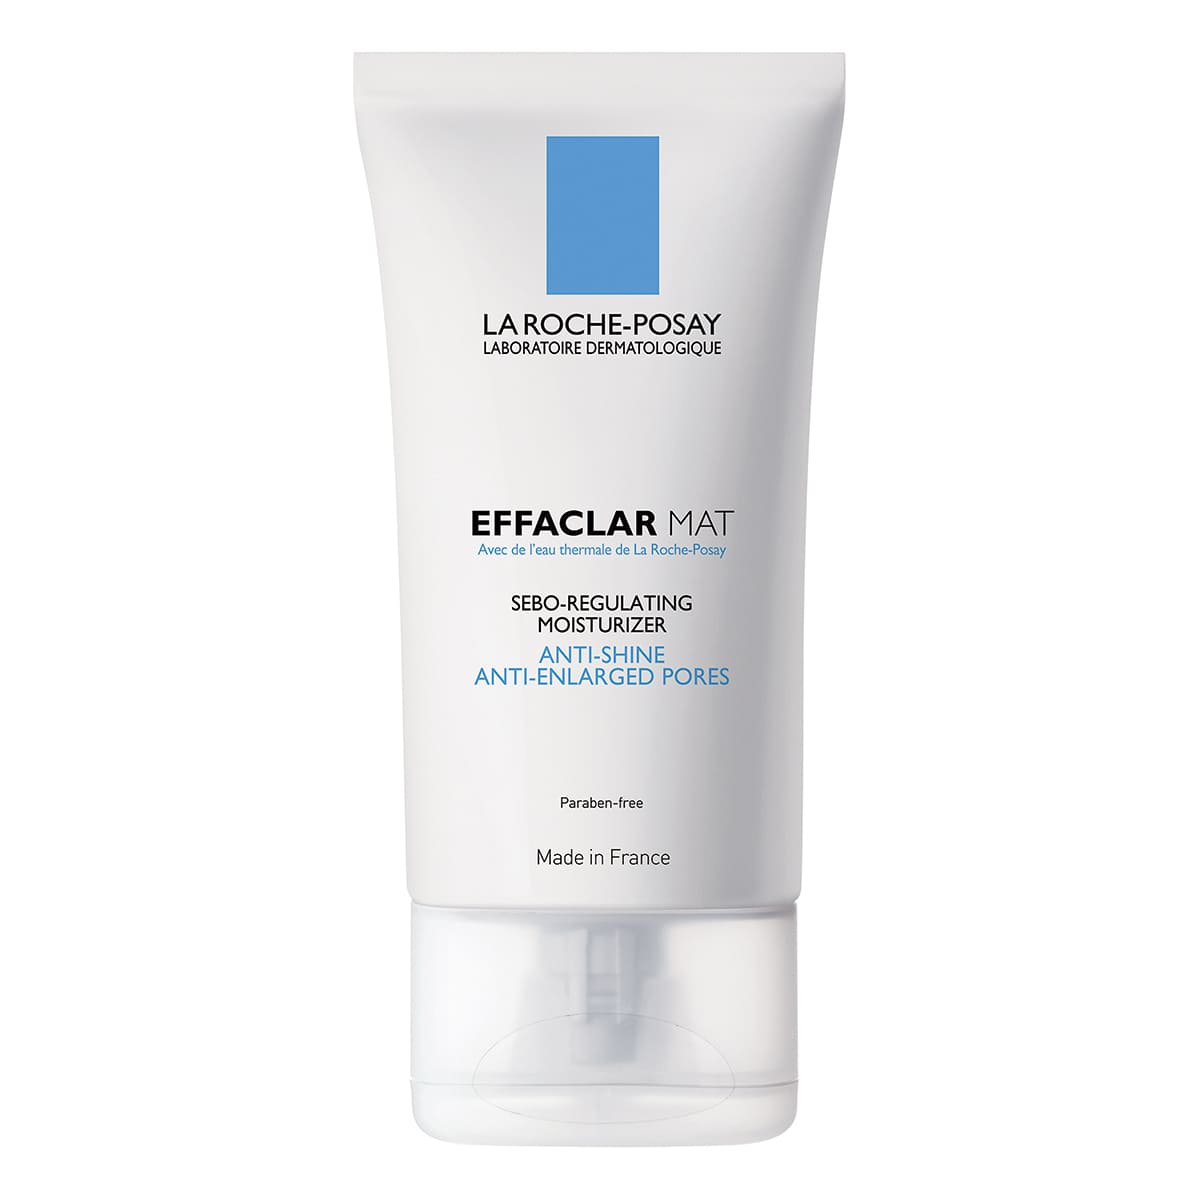 LA ROCHE-POSAY
LABORATOIRE DERMATOLOGIQUE
EFFACLAR MAT
Avec de l'eau thermale de La Roche-Posay
SEBO-REGULATING
MOISTURIZER
ANTI-SHINE
ANTI-ENLARGED PORES
Paraben-free
Made in France